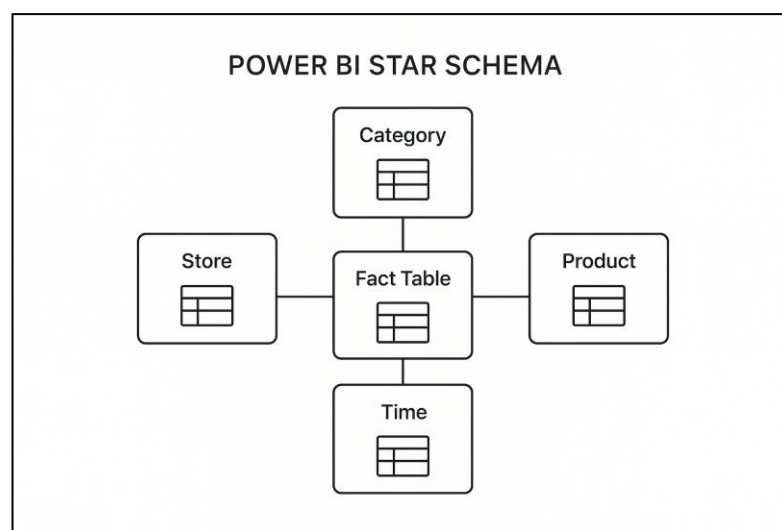 POWER BI STAR SCHEMA
Category
Store
Fact Table
Product
Time